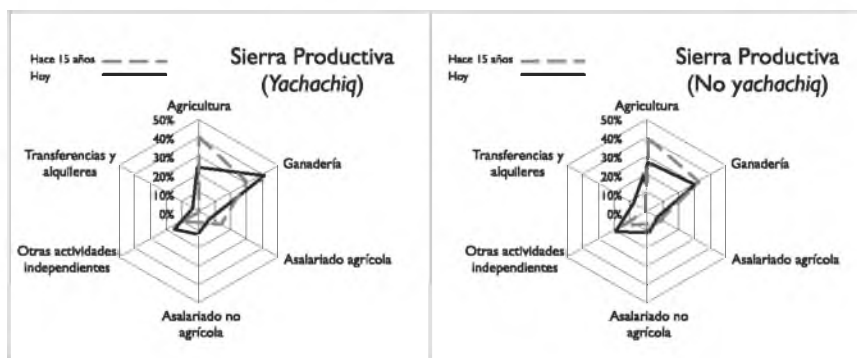 Hace 15 años
Hoy
Sierra Productiva
(Yachachiq)
Agricultura
50%
40%
30%
20%
10%
0%
Transferencias y
alquileres
Ganadería
Otras actividades
independientes
Asalariado agrícola
Asalariado no
agrícola
Hace 15 años
Hoy
Sierra Productiva
(No yachachiq)
Agricultura
50%
40%
30%
20%
10%
0%
Transferencias y
alquileres
Ganadería
Otras actividades
independientes
Asalariado agrícola
Asalariado no
agrícola